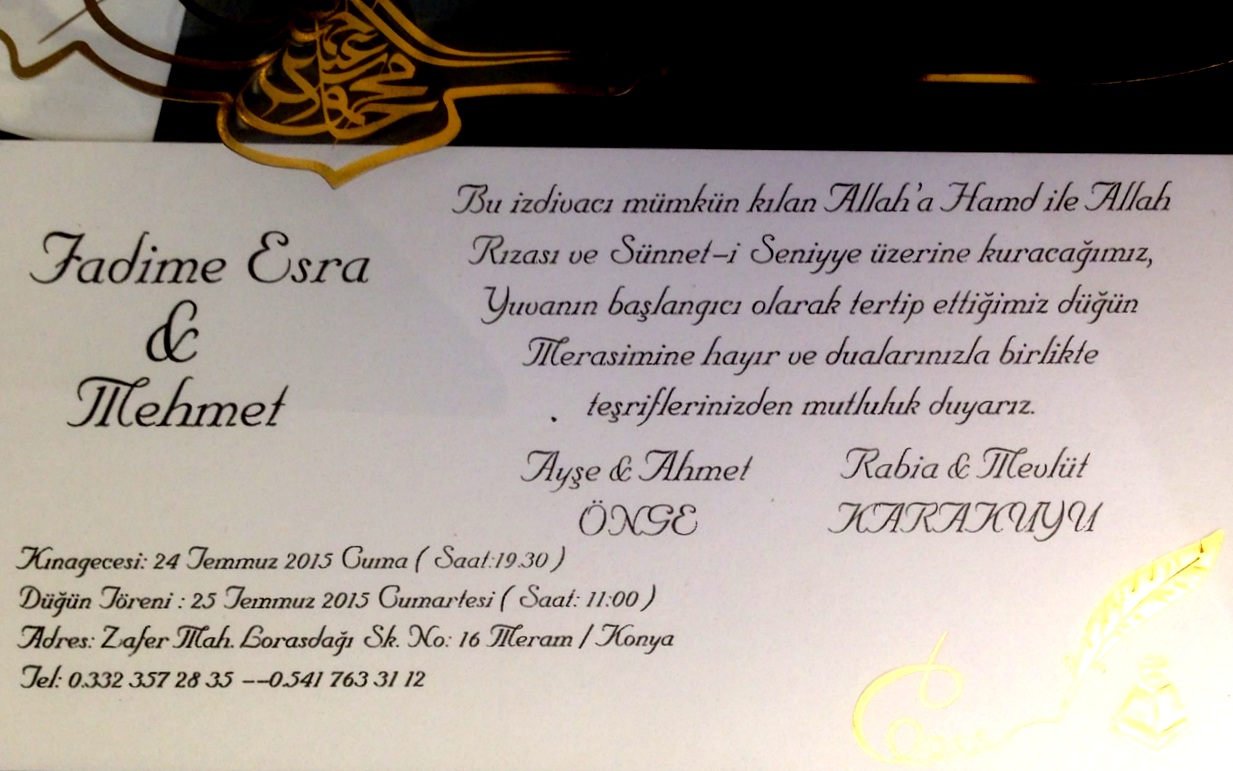 Fadime Esra
&
Mehmet
Bu izdivacı mümkün kılan Allah'a Hamd ile Allah
Rızası ve Sünnet-i Seniyye üzerine kuracağımız,
Yuvanın başlangıcı olarak tertip ettiğimiz düğün
Merasimine hayır ve dualarınızla birlikte
teşriflerinizden mutluluk duyarız.
Ayşe & Ahmet
ÖNGE
Rabia & Mevlüt
KARAKUYU
Kınagecesi: 24 Temmuz 2015 Cuma ( Saat:19.30 )
Düğün Töreni : 25 Temmuz 2015 Cumartesi ( Saat: 11:00 )
Adres: Zafer Mah. Lorasdağı Sk. No: 16 Meram / Konya
Tel: 0.332 357 28 35 --0.541 763 31 12